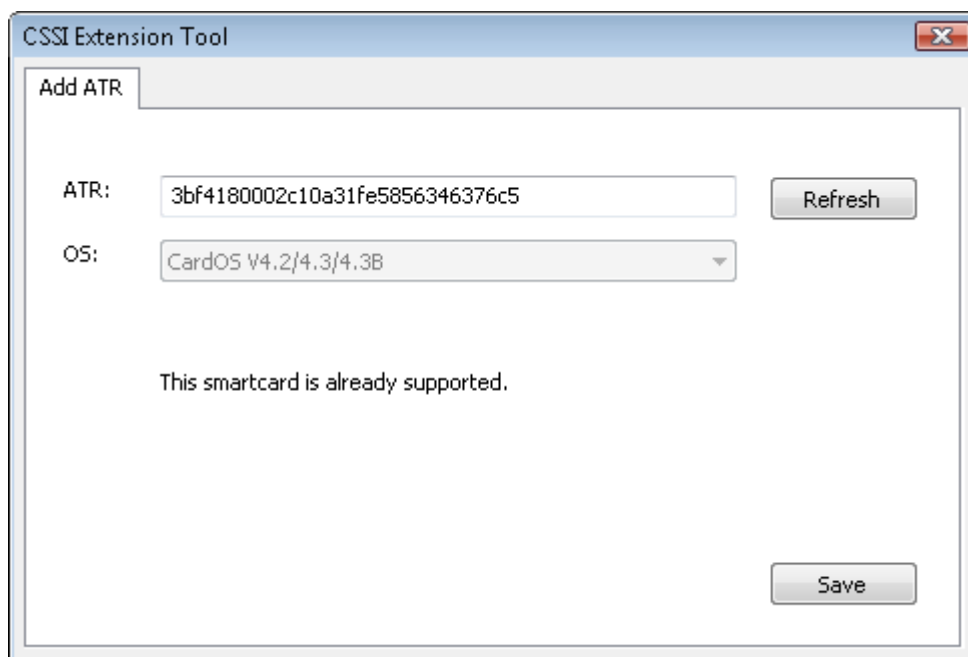 CSSI Extension Tool
Add ATR
ATR: 3bf4180002c10a31fe5856346376c5 Refresh
OS: CardOS V4.2/4.3/4.3B
This smartcard is already supported.
Save